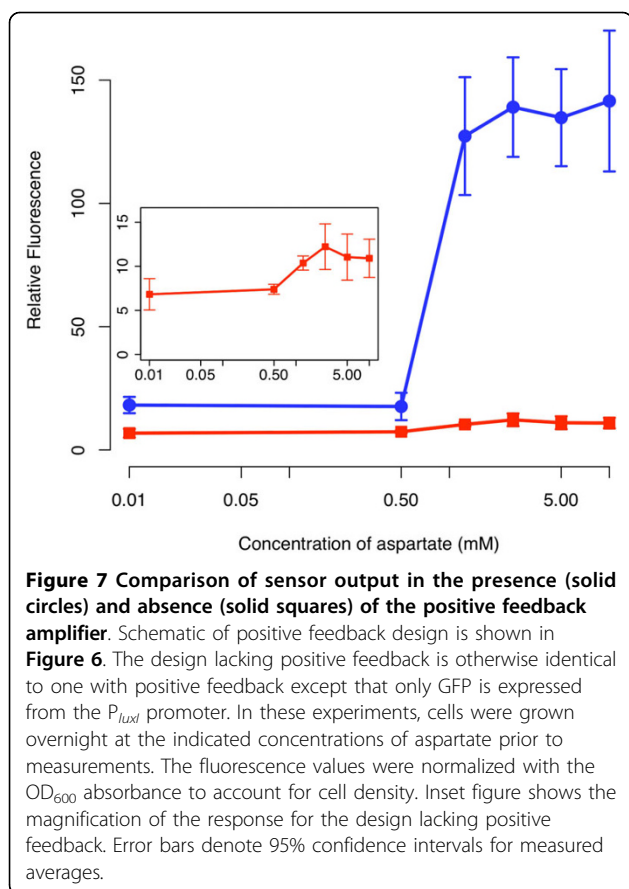 150
100
50
0
Relative Fluorescence
15
10
5
0
0.01 0.05 0.50 5.00
0.01 0.05 0.50 5.00
Concentration of aspartate (mM)
Figure 7 Comparison of sensor output in the presence (solid
circles) and absence (solid squares) of the positive feedback
amplifier. Schematic of positive feedback design is shown in
Figure 6. The design lacking positive feedback is otherwise identical
to one with positive feedback except that only GFP is expressed
from the PluxI promoter. In these experiments, cells were grown
overnight at the indicated concentrations of aspartate prior to
measurements. The fluorescence values were normalized with the
OD600 absorbance to account for cell density. Inset figure shows the
magnification of the response for the design lacking positive
feedback. Error bars denote 95% confidence intervals for measured
averages.